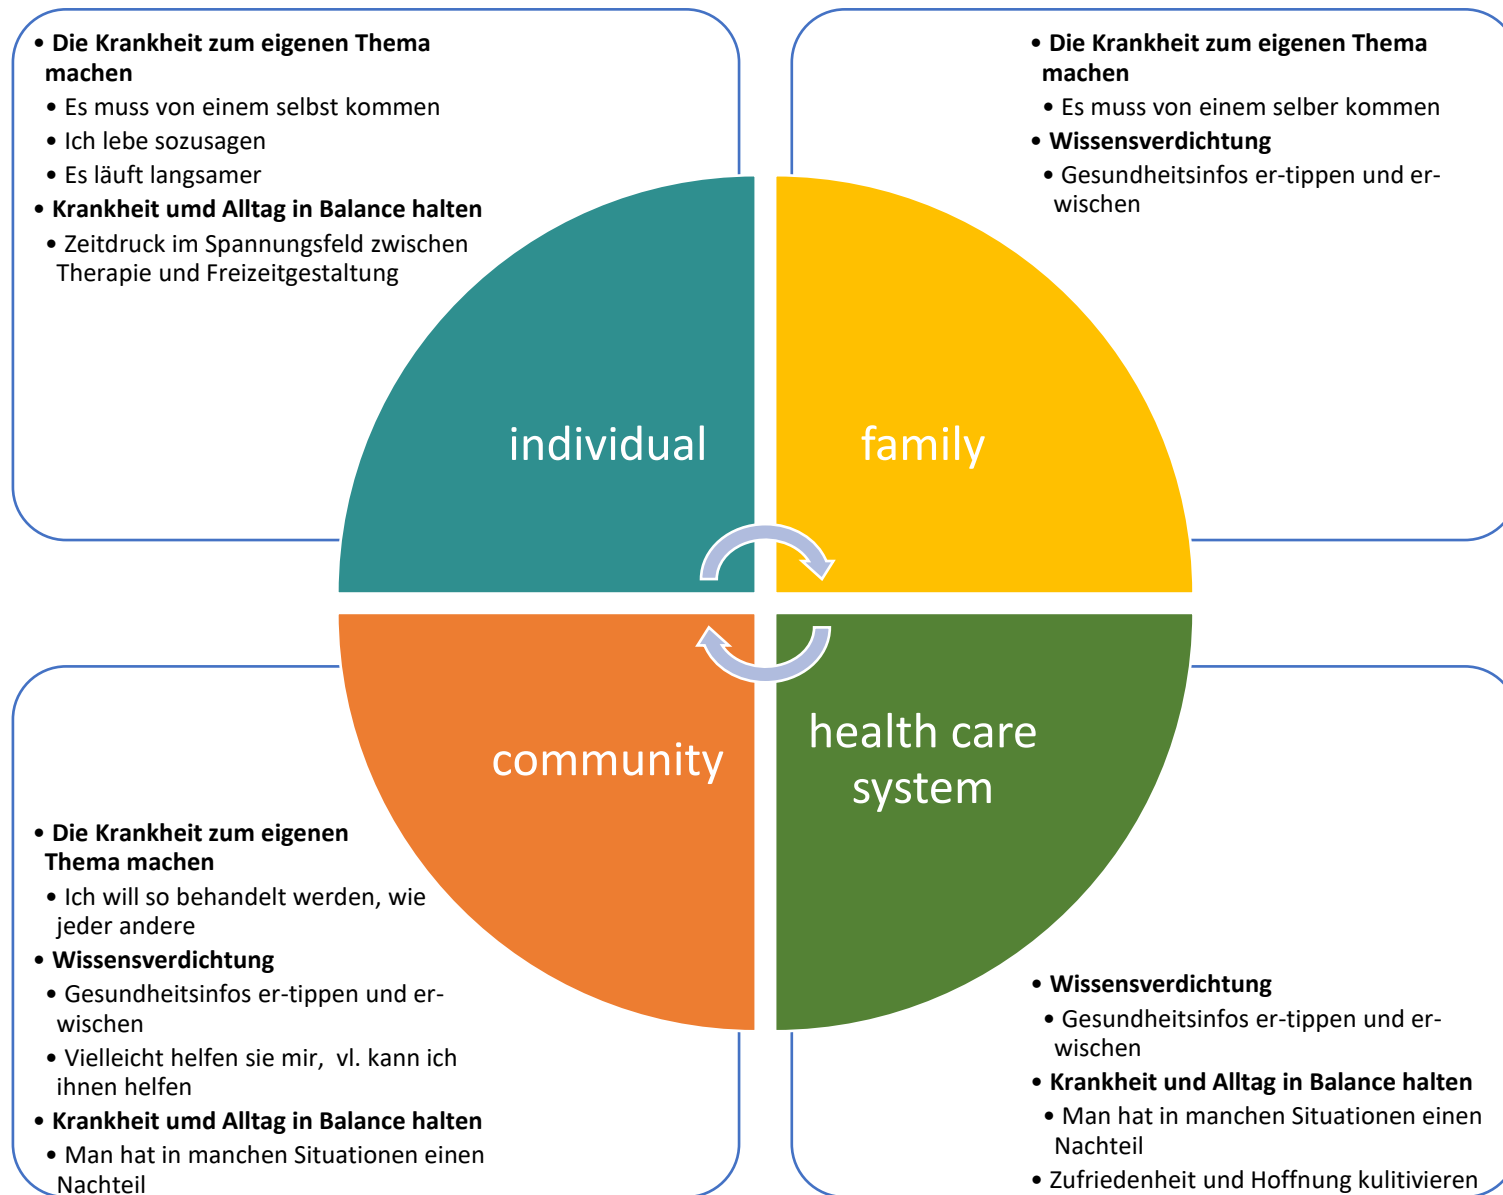 • Die Krankheit zum eigenen Thema
machen
• Es muss von einem selbst kommen
• Ich lebe sozusagen
• Es läuft langsamer
• Krankheit umd Alltag in Balance halten
• Zeitdruck im Spannungsfeld zwischen
Therapie und Freizeitgestaltung
• Die Krankheit zum eigenen Thema
machen
• Es muss von einem selber kommen
• Wissensverdichtung
• Gesundheitsinfos er-tippen und er-
wischen
individual
family
community
health care
system
• Die Krankheit zum eigenen
Thema machen
• Ich will so behandelt werden, wie
jeder andere
• Wissensverdichtung
• Gesundheitsinfos er-tippen und er-
wischen
• Vielleicht helfen sie mir,  vl. kann ich
ihnen helfen
• Krankheit umd Alltag in Balance halten
• Man hat in manchen Situationen einen
Nachteil
• Wissensverdichtung
• Gesundheitsinfos er-tippen und er-
wischen
• Krankheit und Alltag in Balance halten
• Man hat in manchen Situationen einen
Nachteil
• Zufriedenheit und Hoffnung kulitivieren